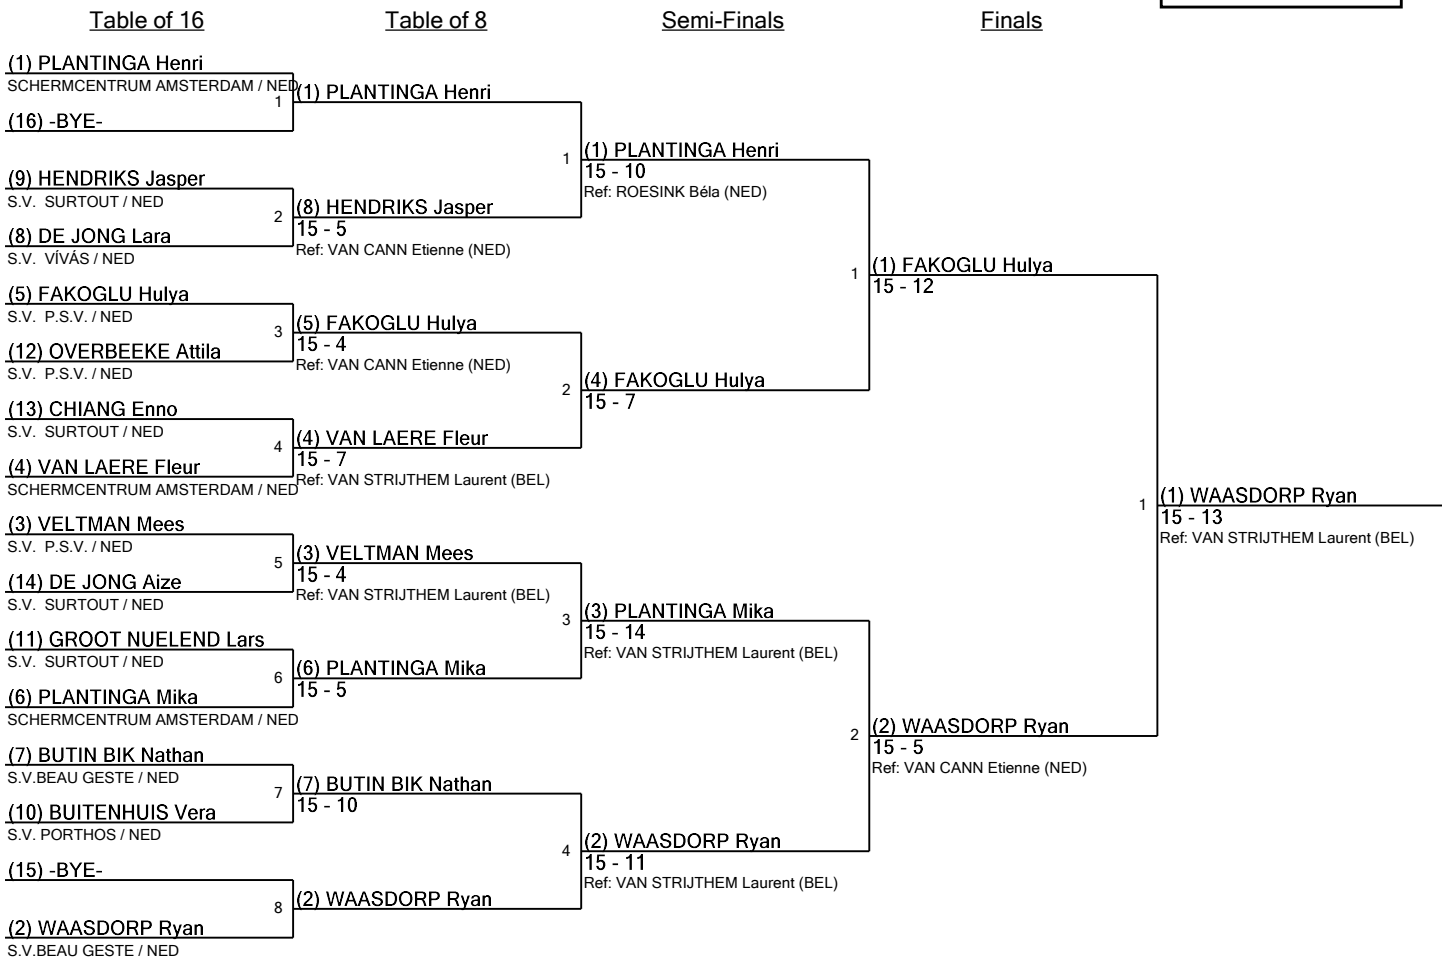 Table of 16
Table of 8
Semi-Finals
Finals
(1) PLANTINGA Henri
SCHERMCENTRUM AMSTERDAM / NED
1
(16) -BYE-
(9) HENDRIKS Jasper
S.V.  SURTOUT / NED
2
(8) DE JONG Lara
S.V.  VÍVÁS / NED
(5) FAKOGLU Hulya
S.V.  P.S.V. / NED
3
(12) OVERBEEKE Attila
S.V.  P.S.V. / NED
(13) CHIANG Enno
S.V.  SURTOUT / NED
4
(4) VAN LAERE Fleur
SCHERMCENTRUM AMSTERDAM / NED
(3) VELTMAN Mees
S.V.  P.S.V. / NED
5
(14) DE JONG Aize
S.V.  SURTOUT / NED
(11) GROOT NUELEND Lars
S.V.  SURTOUT / NED
6
(6) PLANTINGA Mika
SCHERMCENTRUM AMSTERDAM / NED
(7) BUTIN BIK Nathan
S.V.BEAU GESTE / NED
7
(10) BUITENHUIS Vera
S.V. PORTHOS / NED
(15) -BYE-
8
(2) WAASDORP Ryan
S.V.BEAU GESTE / NED
(1) PLANTINGA Henri
1
(8) HENDRIKS Jasper
15 - 5
Ref: VAN CANN Etienne (NED)
(5) FAKOGLU Hulya
15 - 4
Ref: VAN CANN Etienne (NED)
2
(4) VAN LAERE Fleur
15 - 7
Ref: VAN STRIJTHEM Laurent (BEL)
(3) VELTMAN Mees
15 - 4
Ref: VAN STRIJTHEM Laurent (BEL)
3
(6) PLANTINGA Mika
15 - 5
(7) BUTIN BIK Nathan
15 - 10
4
(2) WAASDORP Ryan
(1) PLANTINGA Henri
15 - 10
Ref: ROESINK Béla (NED)
1
(4) FAKOGLU Hulya
15 - 7
(3) PLANTINGA Mika
15 - 14
Ref: VAN STRIJTHEM Laurent (BEL)
2
(2) WAASDORP Ryan
15 - 11
Ref: VAN STRIJTHEM Laurent (BEL)
(1) FAKOGLU Hulya
15 - 12
1
(2) WAASDORP Ryan
15 - 5
Ref: VAN CANN Etienne (NED)
(1) WAASDORP Ryan
15 - 13
Ref: VAN STRIJTHEM Laurent (BEL)